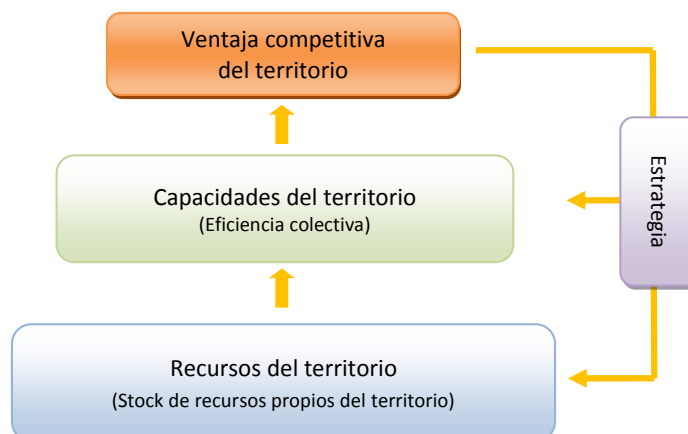 Ventaja competitiva
del territorio
Capacidades del territorio
(Eficiencia colectiva)
Estrategia
Recursos del territorio
(Stock de recursos propios del territorio)